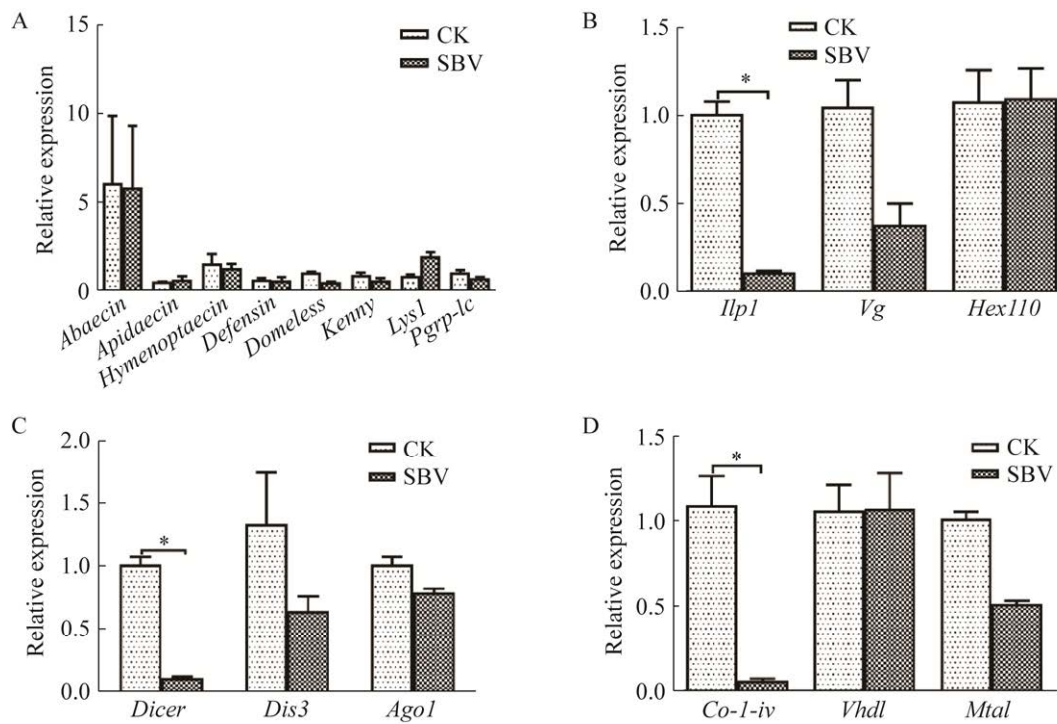 A
Relative expression
15
10
5
0
CK
SBV
Abaecin
Apidaecin
Hymenoptaecin
Defensin
Domeless
Kenny
Lys1
Pgrp-lc
B
Relative expression
1.5
1.0
0.5
0.0
CK
SBV
*
Ilp1 Vg Hex110
C
Relative expression
2.0
1.5
1.0
0.5
0.0
CK
SBV
*
Dicer Dis3 Ago1
D
Relative expression
1.5
1.0
0.5
0.0
CK
SBV
*
Co-1-iv Vhdl Mtal